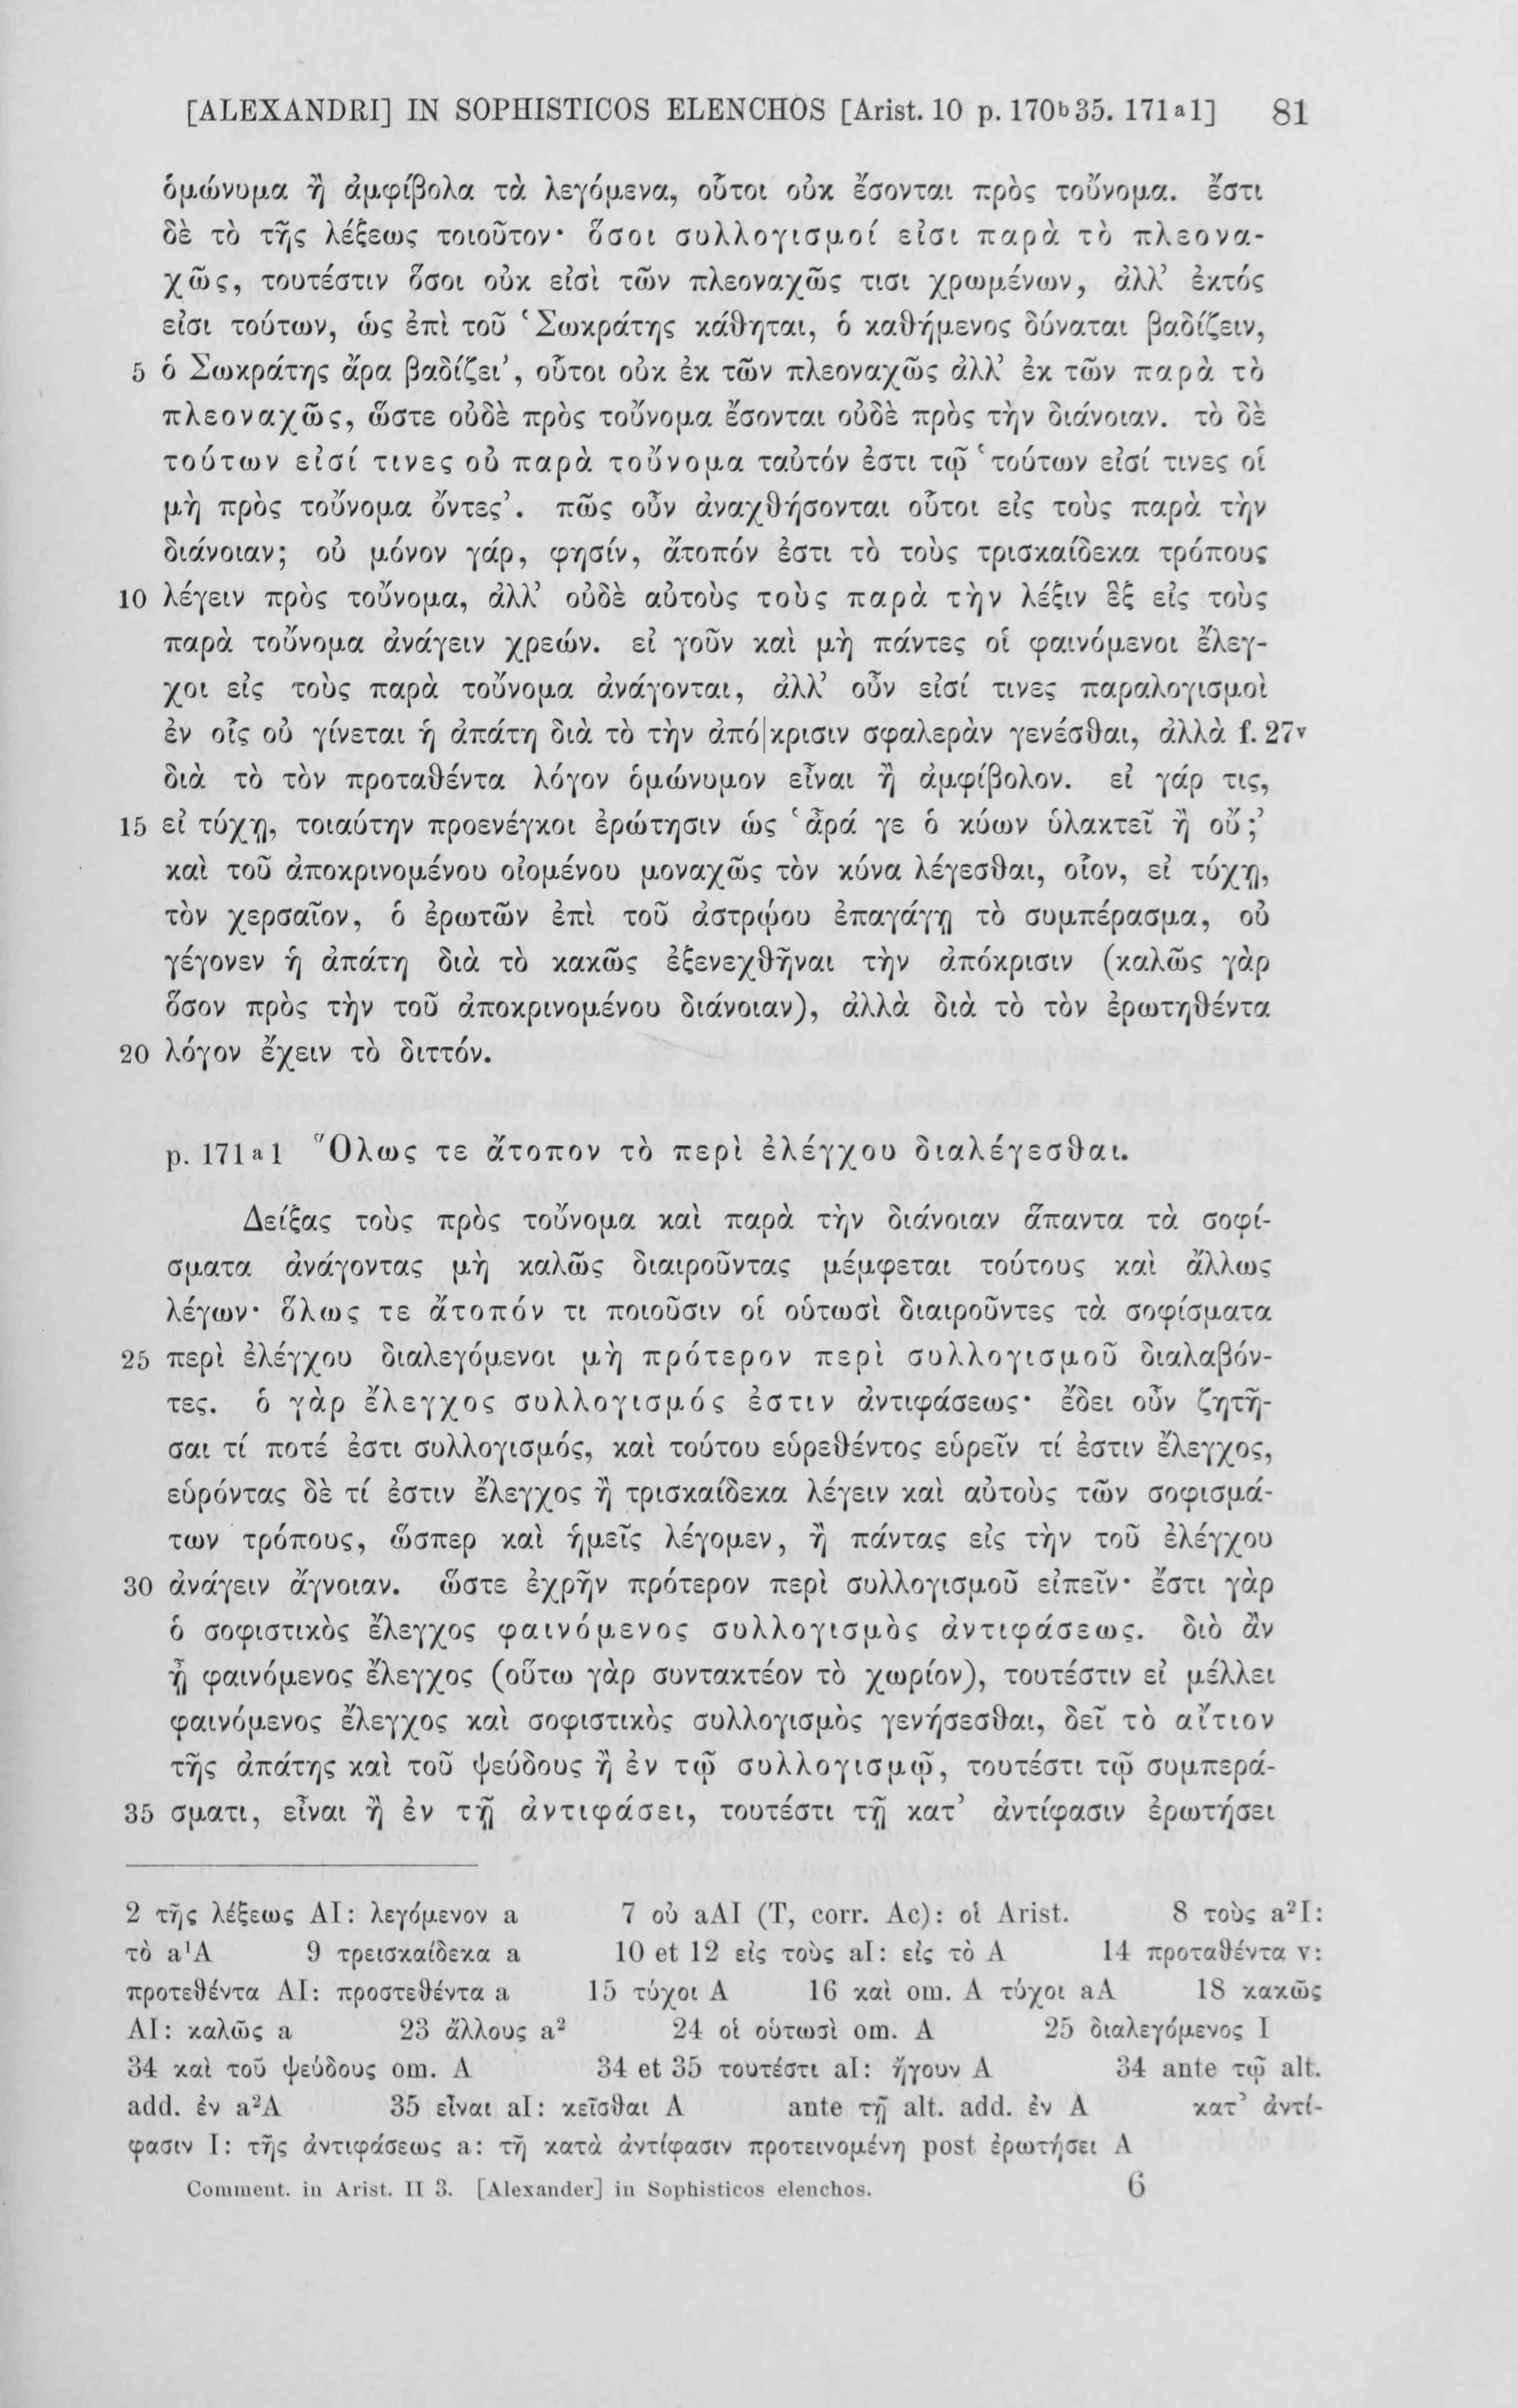 [ALEXANDRI] IN SOPHISTICOS ELENCHOS [Arist. 10 p. 170b35. 171a1] 81
ὁμώνυμα ἢ ἀμφίβολα τὰ λεγόμενα, οὗτοι οὐκ ἔσονται πρὸς τοὔνομα. ἔστι
δὲ τὸ τῆς λέξεως τοιοῦτον· ὅσοι συλλογισμοί εἰσι παρὰ τὸ πλεονα-
χῶς, τουτέστιν ὅσοι οὐκ εἰσὶ τῶν πλεοναχῶς τισι χρωμένων, ἀλλ’ ἐκτός
εἰσι τούτων, ὡς ἐπὶ τοῦ ‘Σωκράτης κάθηται, ὁ καθήμενος δύναται βαδίζειν,
5 ὁ Σωκράτης ἄρα βαδίζει’, οὗτοι οὐκ ἐκ τῶν πλεοναχῶς ἀλλ’ ἐκ τῶν παρὰ τὸ
πλεοναχῶς, ὥστε οὐδὲ πρὸς τοὔνομα ἔσονται οὐδὲ πρὸς τὴν διάνοιαν. τὸ δὲ
τούτων εἰσί τινες οὐ παρὰ τοὔνομα ταὐτόν ἐστι τῷ ‘τούτων εἰσί τινες οἱ
μὴ πρὸς τοὔνομα ὄντες’. πῶς οὖν ἀναχθήσονται οὗτοι εἰς τοὺς παρὰ τὴν
διάνοιαν; οὐ μόνον γάρ, φησίν, ἄτοπόν ἐστι τὸ τοὺς τρισκαίδεκα τρόπους
10 λέγειν πρὸς τοὔνομα, ἀλλ’ οὐδὲ αὐτοὺς τοὺς παρὰ τὴν λέξιν ἓξ εἰς τοὺς
παρὰ τοὔνομα ἀνάγειν χρεών. εἰ γοῦν καὶ μὴ πάντες οἱ φαινόμενοι ἔλεγ-
χοι εἰς τοὺς παρὰ τοὔνομα ἀνάγονται, ἀλλ’ οὖν εἰσί τινες παραλογισμοὶ
ἐν οἷς οὐ γίνεται ἡ ἀπάτη διὰ τὸ τὴν ἀπό|κρισιν σφαλερὰν γενέσθαι, ἀλλὰ f. 27v
διὰ τὸ τὸν προταθέντα λόγον ὁμώνυμον εἶναι ἢ ἀμφίβολον. εἰ γάρ τις,
15 εἰ τύχῃ, τοιαύτην προενέγκοι ἐρώτησιν ὡς ‘ἆρά γε ὁ κύων ὑλακτεῖ ἢ οὔ;’
καὶ τοῦ ἀποκρινομένου οἰομένου μοναχῶς τὸν κύνα λέγεσθαι, οἷον, εἰ τύχῃ,
τὸν χερσαῖον, ὁ ἐρωτῶν ἐπὶ τοῦ ἀστρῴου ἐπαγάγῃ τὸ συμπέρασμα, οὐ
γέγονεν ἡ ἀπάτη διὰ τὸ κακῶς ἐξενεχθῆναι τὴν ἀπόκρισιν (καλῶς γὰρ
ὅσον πρὸς τὴν τοῦ ἀποκρινομένου διάνοιαν), ἀλλὰ διὰ τὸ τὸν ἐρωτηθέντα
20 λόγον ἔχειν τὸ διττόν.
p. 171a1 Ὅλως τε ἄτοπον τὸ περὶ ἐλέγχου διαλέγεσθαι.
Δείξας τοὺς πρὸς τοὔνομα καὶ παρὰ τὴν διάνοιαν ἅπαντα τὰ σοφί-
σματα ἀνάγοντας μὴ καλῶς διαιροῦντας μέμφεται τούτους καὶ ἄλλως
λέγων· ὅλως τε ἄτοπόν τι ποιοῦσιν οἱ οὑτωσὶ διαιροῦντες τὰ σοφίσματα
25 περὶ ἐλέγχου διαλεγόμενοι μὴ πρότερον περὶ συλλογισμοῦ διαλαβόν-
τες. ὁ γὰρ ἔλεγχος συλλογισμός ἐστιν ἀντιφάσεως· ἔδει οὖν ζητῆ-
σαι τί ποτέ ἐστι συλλογισμός, καὶ τούτου εὑρεθέντος εὑρεῖν τί ἐστιν ἔλεγχος,
εὑρόντας δὲ τί ἐστιν ἔλεγχος ἢ τρισκαίδεκα λέγειν καὶ αὐτοὺς τῶν σοφισμά-
των τρόπους, ὥσπερ καὶ ἡμεῖς λέγομεν, ἢ πάντας εἰς τὴν τοῦ ἐλέγχου
30 ἀνάγειν ἄγνοιαν. ὥστε ἐχρῆν πρότερον περὶ συλλογισμοῦ εἰπεῖν· ἔστι γὰρ
ὁ σοφιστικὸς ἔλεγχος φαινόμενος συλλογισμὸς ἀντιφάσεως. διὸ ἂν
ᾖ φαινόμενος ἔλεγχος (οὕτω γὰρ συντακτέον τὸ χωρίον), τουτέστιν εἰ μέλλει
φαινόμενος ἔλεγχος καὶ σοφιστικὸς συλλογισμὸς γενήσεσθαι, δεῖ τὸ αἴτιον
τῆς ἀπάτης καὶ τοῦ ψεύδους ἢ ἐν τῷ συλλογισμῷ, τουτέστι τῷ συμπερά-
35 σματι, εἶναι ἢ ἐν τῇ ἀντιφάσει, τουτέστι τῇ κατ’ ἀντίφασιν ἐρωτήσει
2 τῆς λέξεως AI: λεγόμενον a 7 οὐ aAI (T, corr. Ac): οἱ Arist. 8 τοὺς a²I:
τὸ a¹A 9 τρεισκαίδεκα a 10 et 12 εἰς τοὺς aI: εἰς τὸ A 14 προταθέντα v:
προτεθέντα AI: προστεθέντα a 15 τύχοι A 16 καὶ om. A τύχοι aA 18 κακῶς
AI: καλῶς a 23 ἄλλους a² 24 οἱ οὑτωσὶ om. A 25 διαλεγόμενος I
34 καὶ τοῦ ψεύδους om. A 34 et 35 τουτέστι aI: ἤγουν A 34 ante τῷ alt.
add. ἐν a²A 35 εἶναι aI: κεῖσθαι A ante τῇ alt. add. ἐν A κατ’ ἀντί-
φασιν I: τῆς ἀντιφάσεως a: τῇ κατὰ ἀντίφασιν προτεινομένῃ post ἐρωτήσει A
Comment. in Arist. II 3. [Alexander] in Sophisticos elenchos. 6